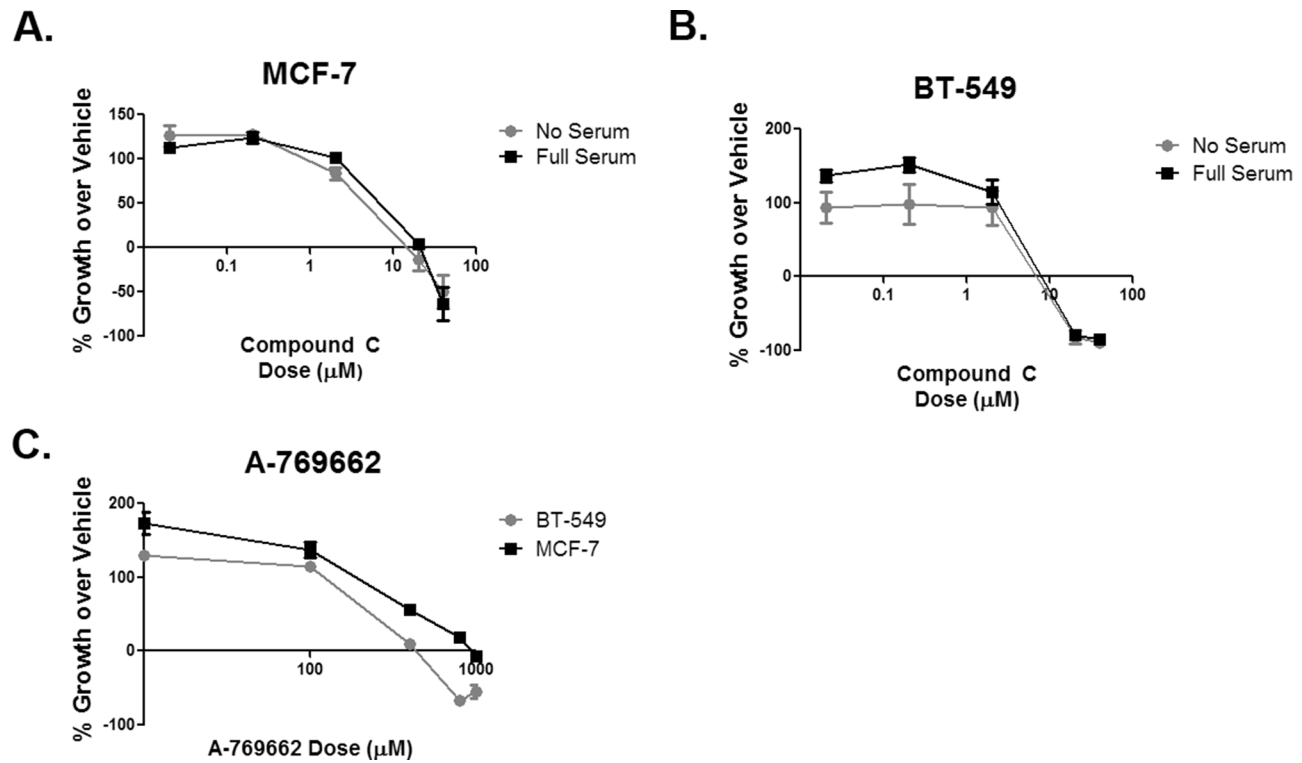 A.
MCF-7
% Growth over Vehicle
150
100
50
0
-50
-100
0.1
1
10
100
Compound C
Dose (μM)
No Serum
Full Serum
B.
BT-549
% Growth over Vehicle
200
100
0
-100
0.1
1
10
100
Compound C
Dose (μM)
No Serum
Full Serum
C.
A-769662
% Growth over Vehicle
200
100
0
-100
100
1000
A-769662 Dose (μM)
BT-549
MCF-7